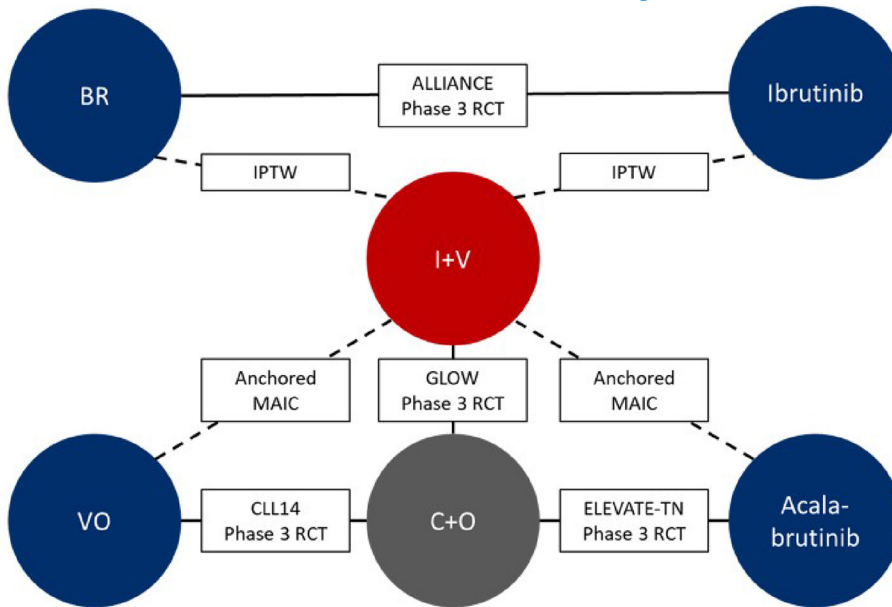 BR
ALLIANCE
Phase 3 RCT
Ibrutinib
IPTW
IPTW
I+V
Anchored
MAIC
GLOW
Phase 3 RCT
Anchored
MAIC
VO
CLL14
Phase 3 RCT
C+O
ELEVATE-TN
Phase 3 RCT
Acala-
brutinib